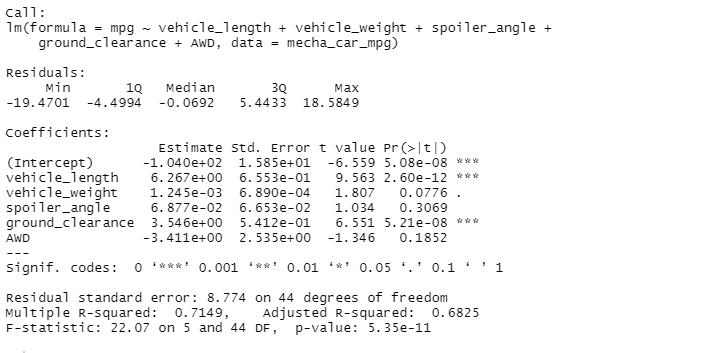 Call:
lm(formula = mpg ~ vehicle_length + vehicle_weight + spoiler_angle +
    ground_clearance + AWD, data = mecha_car_mpg)

Residuals:
     Min       1Q   Median       3Q      Max
-19.4701  -4.4994  -0.0692   5.4433  18.5849

Coefficients:
                   Estimate Std. Error t value Pr(>|t|)
(Intercept)      -1.040e+02  1.585e+01  -6.559 5.08e-08 ***
vehicle_length    6.267e+00  6.553e-01   9.563 2.60e-12 ***
vehicle_weight    1.245e-03  6.890e-04   1.807   0.0776 .
spoiler_angle     6.877e-02  6.653e-02   1.034   0.3069
ground_clearance  3.546e+00  5.412e-01   6.551 5.21e-08 ***
AWD              -3.411e+00  2.535e+00  -1.346   0.1852
---
Signif. codes:  0 ‘***’ 0.001 ‘**’ 0.01 ‘*’ 0.05 ‘.’ 0.1 ‘ ’ 1

Residual standard error: 8.774 on 44 degrees of freedom
Multiple R-squared:  0.7149,    Adjusted R-squared:  0.6825
F-statistic: 22.07 on 5 and 44 DF,  p-value: 5.35e-11